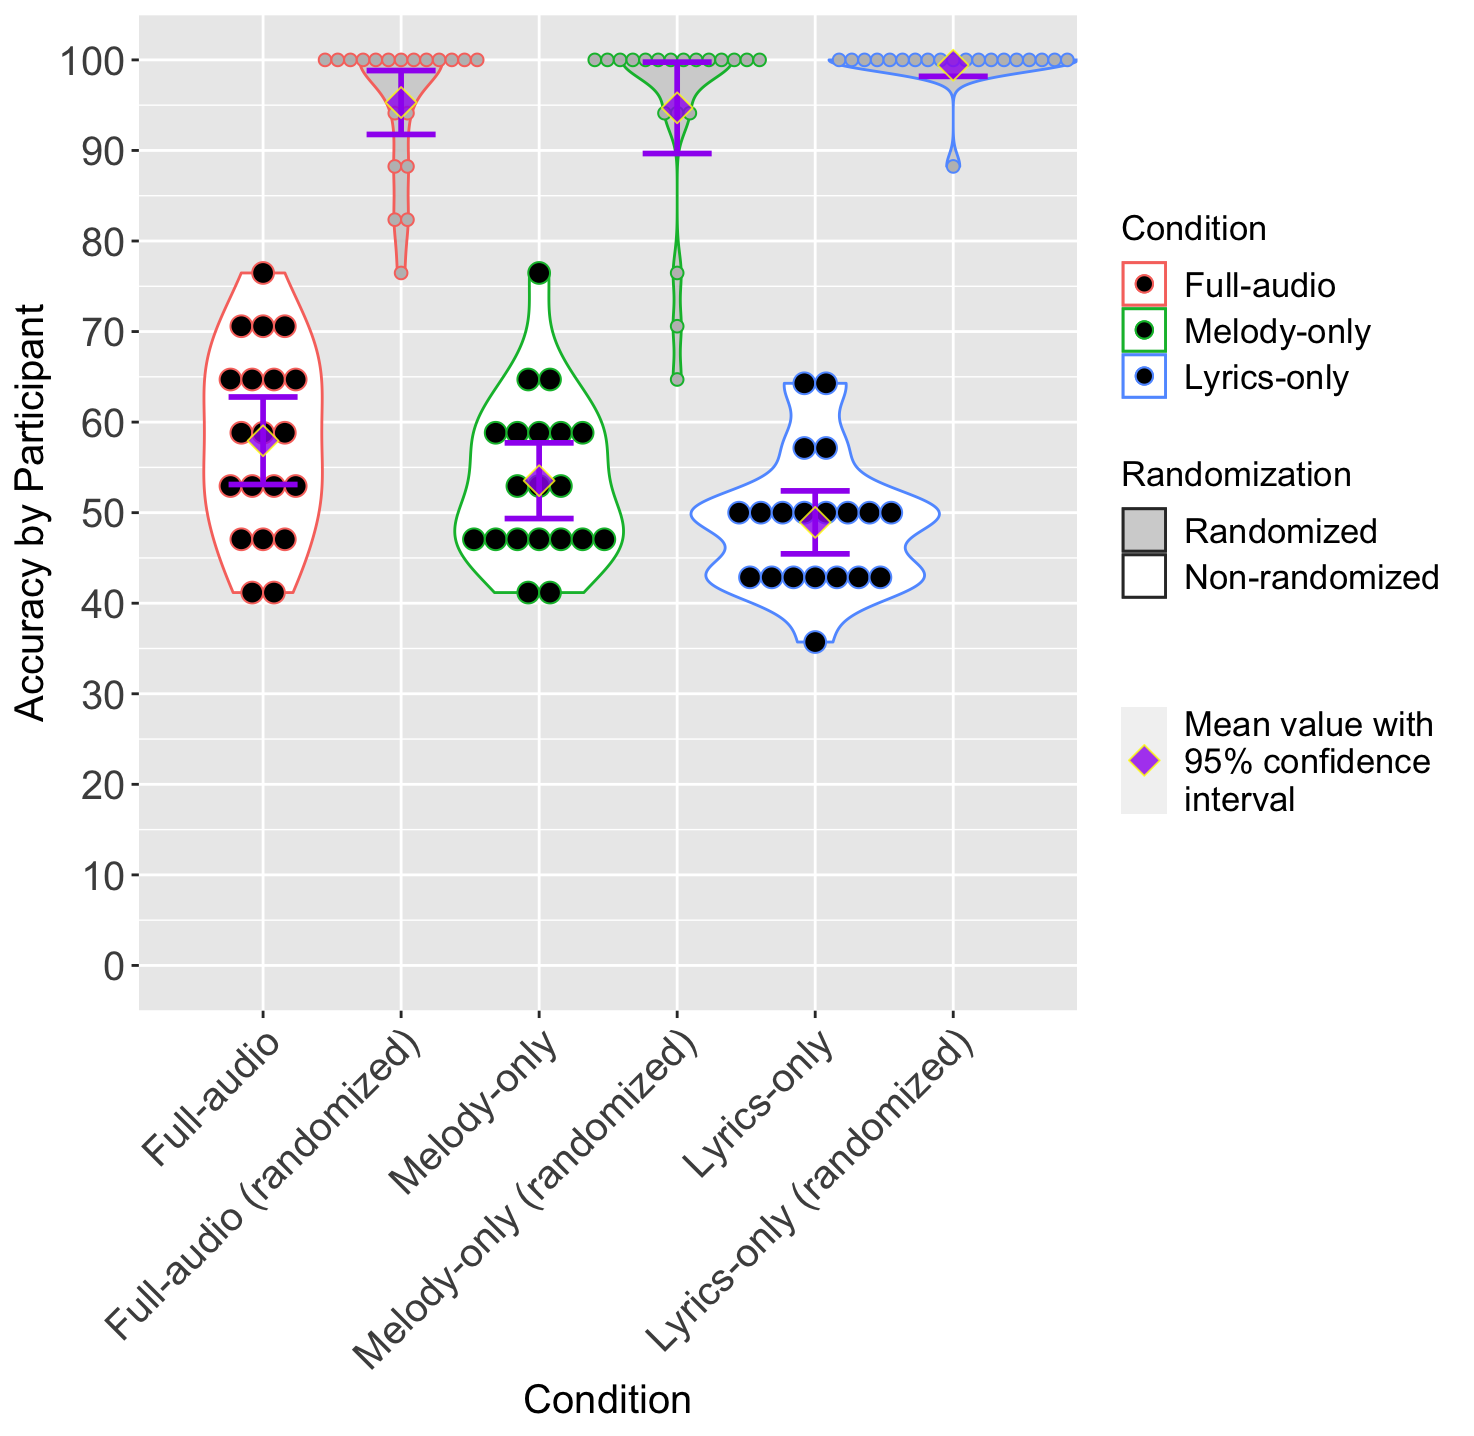 Accuracy by Participant
100
90
80
70
60
50
40
30
20
10
0
Full-audio
Full-audio (randomized)
Melody-only
Melody-only (randomized)
Lyrics-only
Lyrics-only (randomized)
Condition
Condition
Full-audio
Melody-only
Lyrics-only
Randomization
Randomized
Non-randomized
Mean value with
95% confidence
interval